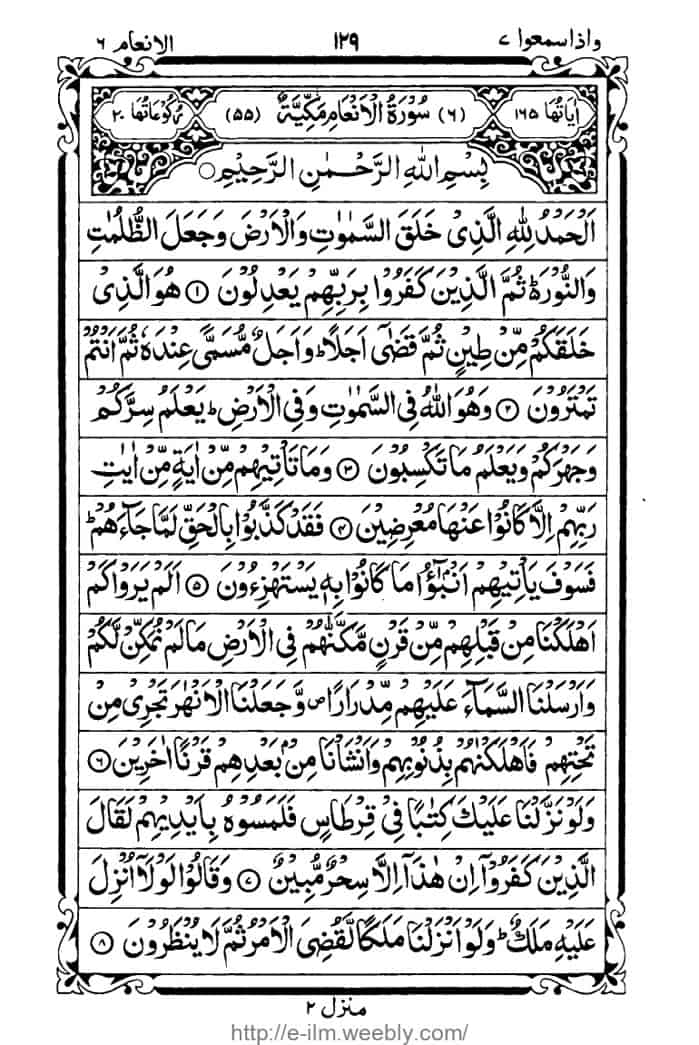 واذا سمعوا ٧ ١٢٩ الانعام ٦
اٰيَاتُهَا ١٦٥ (٦) سُوْرَةُ الْاَنْعَامِ مَكِّيَّةٌ (٥٥) رُكُوْعَاتُهَا ٢٠
بِسْمِ اللّٰهِ الرَّحْمٰنِ الرَّحِيْمِ ○
اَلْحَمْدُ لِلّٰهِ الَّذِىْ خَلَقَ السَّمٰوٰتِ وَالْاَرْضَ وَجَعَلَ الظُّلُمٰتِ
وَالنُّوْرَ ؕ ثُمَّ الَّذِيْنَ كَفَرُوْا بِرَبِّهِمْ يَعْدِلُوْنَ ۝١ هُوَ الَّذِىْ
خَلَقَكُمْ مِّنْ طِيْنٍ ثُمَّ قَضٰٓى اَجَلًا ؕ وَاَجَلٌ مُّسَمًّى عِنْدَهٗ ثُمَّ اَنْتُمْ
تَمْتَرُوْنَ ۝٢ وَهُوَ اللّٰهُ فِى السَّمٰوٰتِ وَفِى الْاَرْضِ ؕ يَعْلَمُ سِرَّكُمْ
وَجَهْرَكُمْ وَيَعْلَمُ مَا تَكْسِبُوْنَ ۝٣ وَمَا تَاْتِيْهِمْ مِّنْ اٰيَةٍ مِّنْ اٰيٰتِ
رَبِّهِمْ اِلَّا كَانُوْا عَنْهَا مُعْرِضِيْنَ ۝٤ فَقَدْ كَذَّبُوْا بِالْحَقِّ لَمَّا جَآءَهُمْ ؕ
فَسَوْفَ يَاْتِيْهِمْ اَنْۢبٰٓؤُا مَا كَانُوْا بِهٖ يَسْتَهْزِءُوْنَ ۝٥ اَلَمْ يَرَوْا كَمْ
اَهْلَكْنَا مِنْ قَبْلِهِمْ مِّنْ قَرْنٍ مَّكَّنّٰهُمْ فِى الْاَرْضِ مَا لَمْ نُمَكِّنْ لَّكُمْ
وَاَرْسَلْنَا السَّمَآءَ عَلَيْهِمْ مِّدْرَارًا ص وَّجَعَلْنَا الْاَنْهٰرَ تَجْرِىْ مِنْ
تَحْتِهِمْ فَاَهْلَكْنٰهُمْ بِذُنُوْبِهِمْ وَاَنْشَاْنَا مِنْۢ بَعْدِهِمْ قَرْنًا اٰخَرِيْنَ ۝٦
وَلَوْ نَزَّلْنَا عَلَيْكَ كِتٰبًا فِىْ قِرْطَاسٍ فَلَمَسُوْهُ بِاَيْدِيْهِمْ لَقَالَ
الَّذِيْنَ كَفَرُوْٓا اِنْ هٰذَآ اِلَّا سِحْرٌ مُّبِيْنٌ ۝٧ وَقَالُوْا لَوْلَآ اُنْزِلَ
عَلَيْهِ مَلَكٌ ؕ وَلَوْ اَنْزَلْنَا مَلَكًا لَّقُضِىَ الْاَمْرُ ثُمَّ لَا يُنْظَرُوْنَ ۝٨
منزل ٢
http://e-ilm.weebly.com/